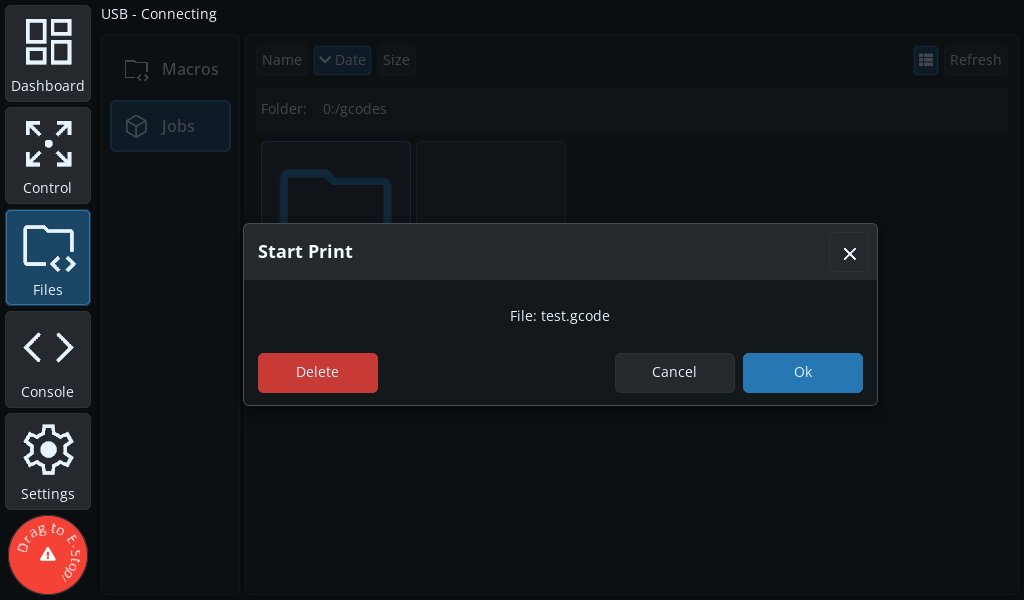 USB - Connecting
Dashboard
Control
Files
Console
Settings
Drag to E-Stop!
Macros
Jobs
Name
Date
Size
Refresh
Folder: 0:/gcodes
Start Print
File: test.gcode
Delete
Cancel
Ok